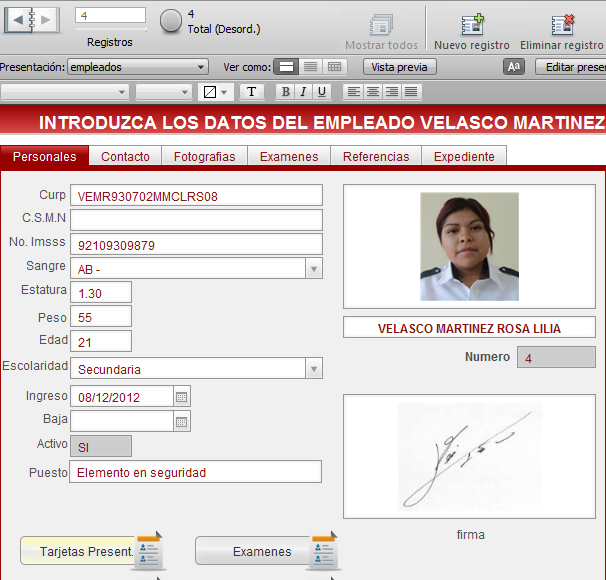 4
Registros
4
Total (Desord.)
Mostrar todos
Nuevo registro
Eliminar registro
Presentación: empleados
Ver como:
Vista previa
Aa
Editar prese
T
B I U
INTRODUZCA LOS DATOS DEL EMPLEADO VELASCO MARTINEZ
Personales
Contacto
Fotografias
Examenes
Referencias
Expediente
Curp VEMR930702MMCLRS08
C.S.M.N
No. Imsss 92109309879
Sangre AB -
Estatura 1.30
Peso 55
Edad 21
Escolaridad Secundaria
Ingreso 08/12/2012
Baja
Activo SI
Puesto Elemento en seguridad
VELASCO MARTINEZ ROSA LILIA
Numero 4
firma
Tarjetas Present.
Examenes